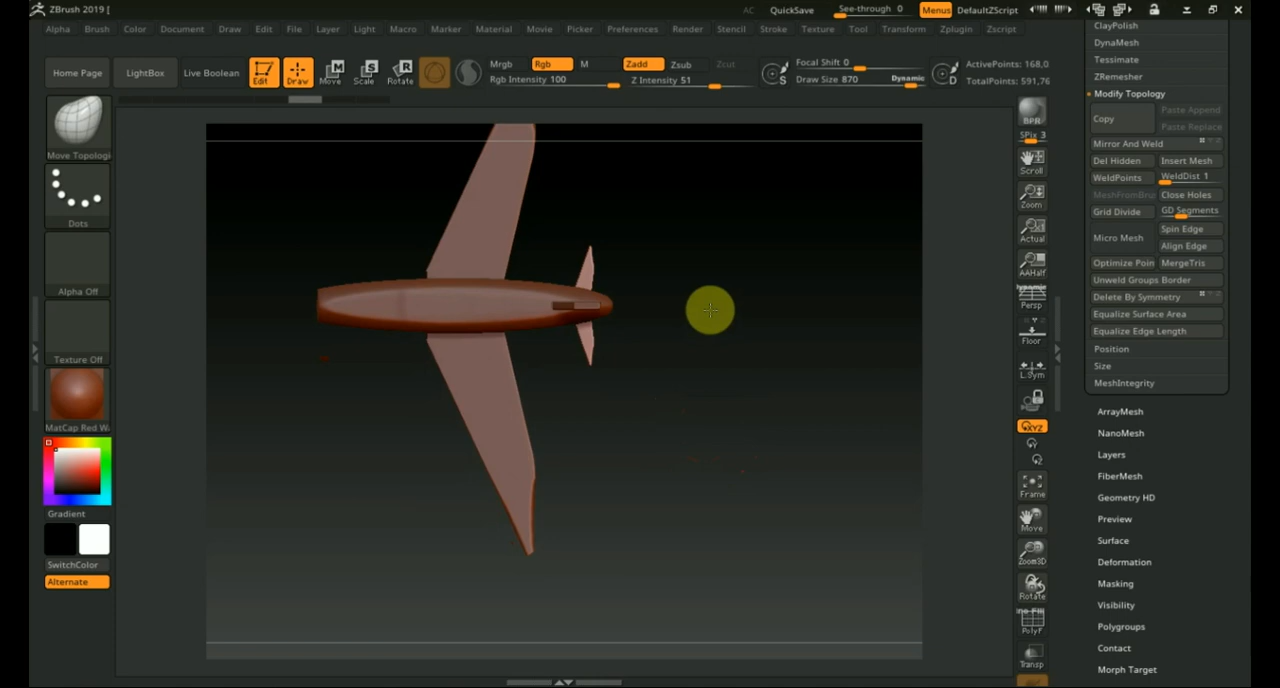 ZBrush 2019 [
AC QuickSave See-through 0 Menus DefaultZScript
Alpha Brush Color Document Draw Edit File Layer Light Macro Marker Material Movie Picker Preferences Render Stencil Stroke Texture Tool Transform Zplugin Zscript
Home Page LightBox Live Boolean Edit Draw Move Scale Rotate
Mrgb Rgb M Zadd Zsub Zcut
Rgb Intensity 100 Z Intensity 51
Focal Shift 0
Draw Size 870 Dynamic
ActivePoints: 168,0
TotalPoints: 591,76
Move Topologi
Dots
Alpha Off
Texture Off
MatCap Red W
Gradient
SwitchColor
Alternate
BPR
SPix 3
Scroll
Zoom
Actual
AAHalf
Dynamic
Persp
Floor
L.Sym
XYZ
Frame
Move
Zoom3D
Rotate
PolyF
Transp
ClayPolish
DynaMesh
Tessimate
ZRemesher
Modify Topology
Copy
Paste Append
Paste Replace
Mirror And Weld
Del Hidden Insert Mesh
WeldPoints WeldDist 1
MeshFromBru Close Holes
Grid Divide GD Segments
Micro Mesh
Spin Edge
Align Edge
Optimize Poin MergeTris
Unweld Groups Border
Delete By Symmetry
Equalize Surface Area
Equalize Edge Length
Position
Size
MeshIntegrity
ArrayMesh
NanoMesh
Layers
FiberMesh
Geometry HD
Preview
Surface
Deformation
Masking
Visibility
Polygroups
Contact
Morph Target